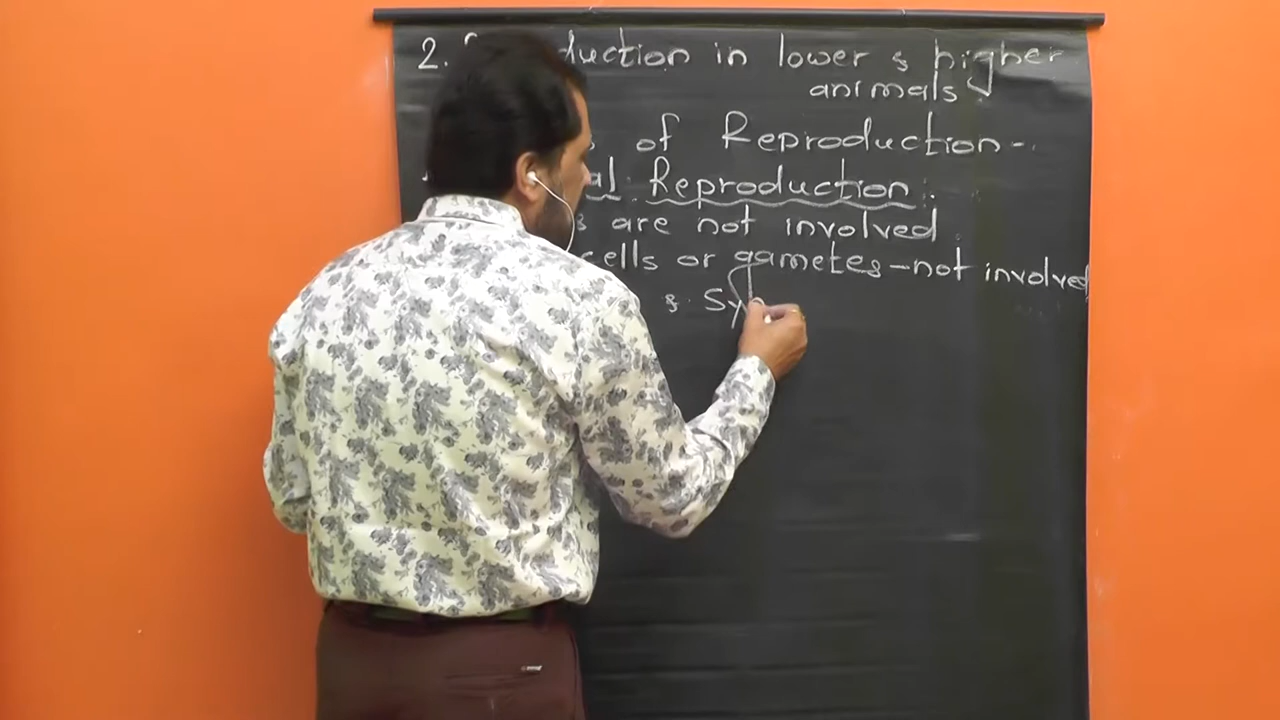 2. duction in lower & higher
animals
of Reproduction -
al Reproduction.
are not involved.
cells or gametes - not involved
& Sy